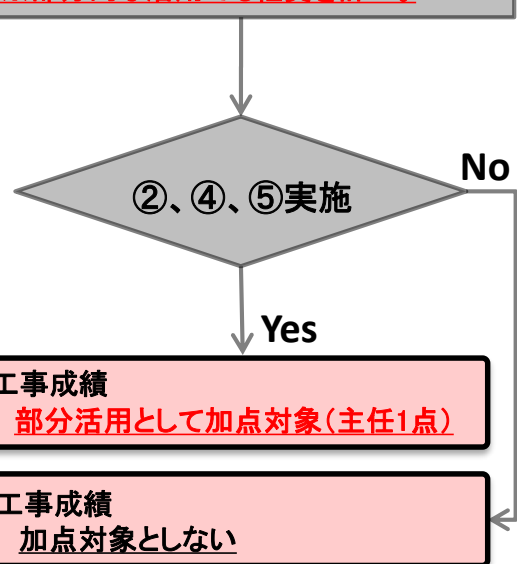 ②、④、⑤実施
No
Yes
工事成績
部分活用として加点対象(主任1点)
工事成績
加点対象としない